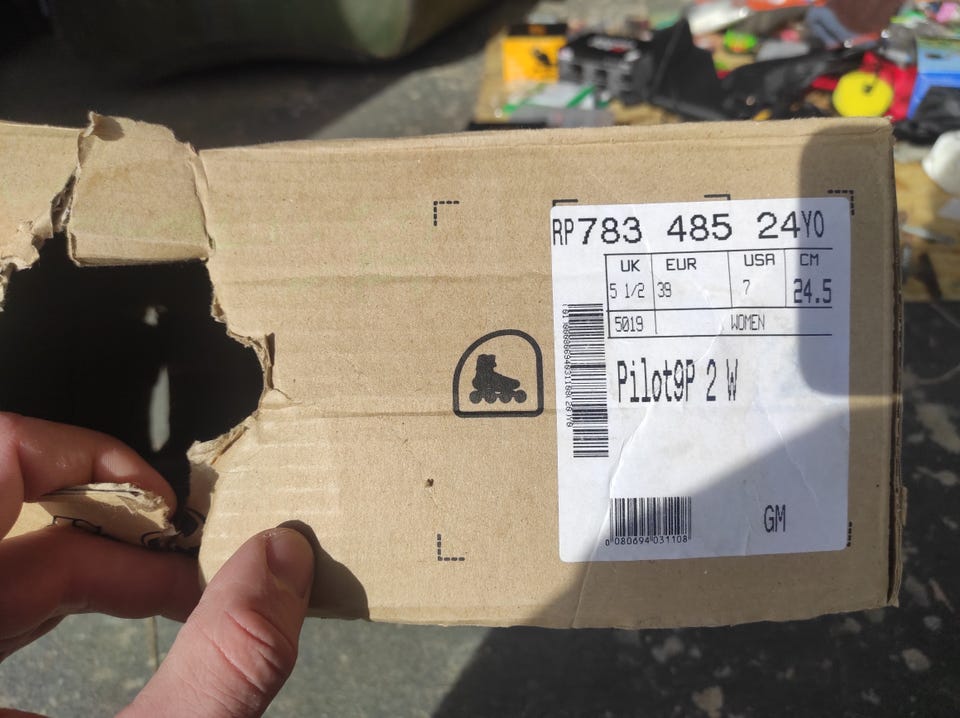 RP783 485 24YO
UK EUR USA CM
5 1/2 39 7 24.5
5019 WOMEN
Pilot9P 2 W
0 080694 031108
GM